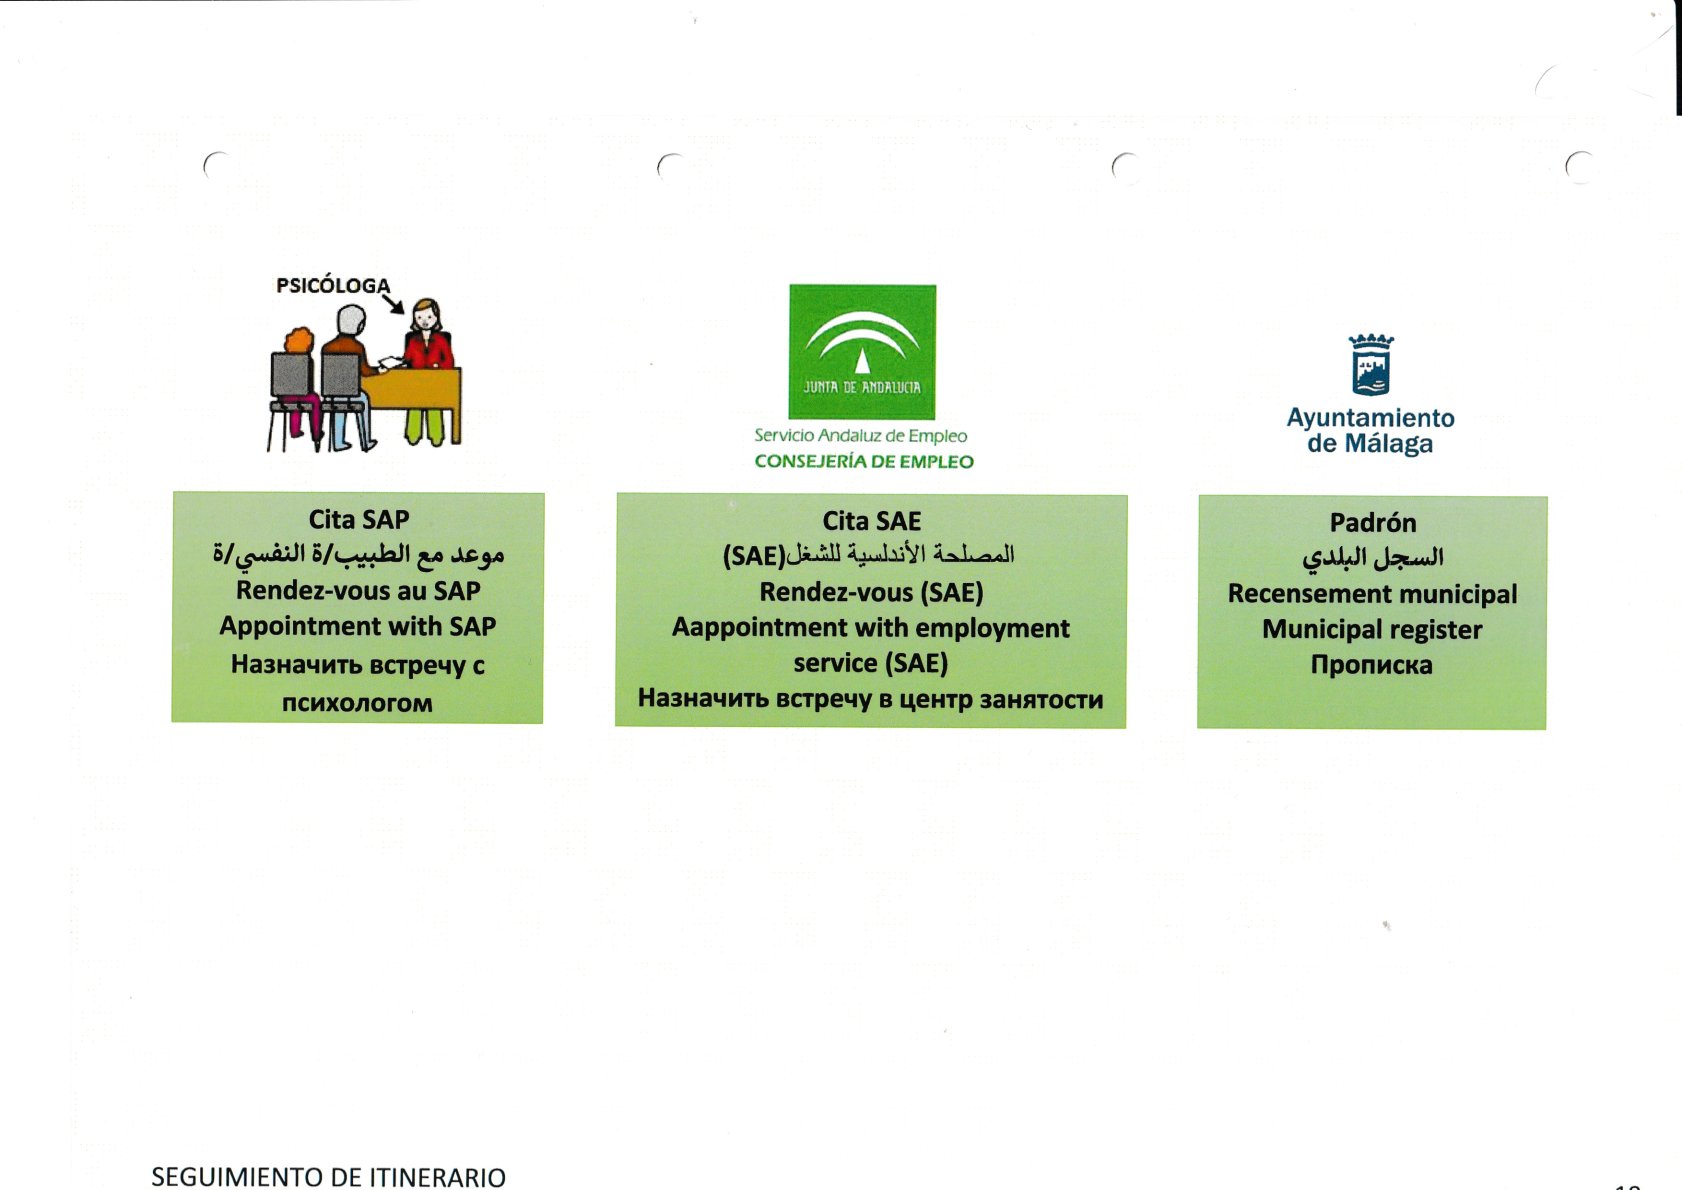 PSICÓLOGA
JUNTA DE ANDALUCIA
Servicio Andaluz de Empleo
CONSEJERÍA DE EMPLEO
Ayuntamiento
de Málaga
Cita SAP
موعد مع الطبيب/ة النفسي/ة
Rendez-vous au SAP
Appointment with SAP
Назначить встречу с
психологом
Cita SAE
المصلحة الأندلسية للشغل(SAE)
Rendez-vous (SAE)
Aappointment with employment
service (SAE)
Назначить встречу в центр занятости
Padrón
السجل البلدي
Recensement municipal
Municipal register
Прописка
SEGUIMIENTO DE ITINERARIO